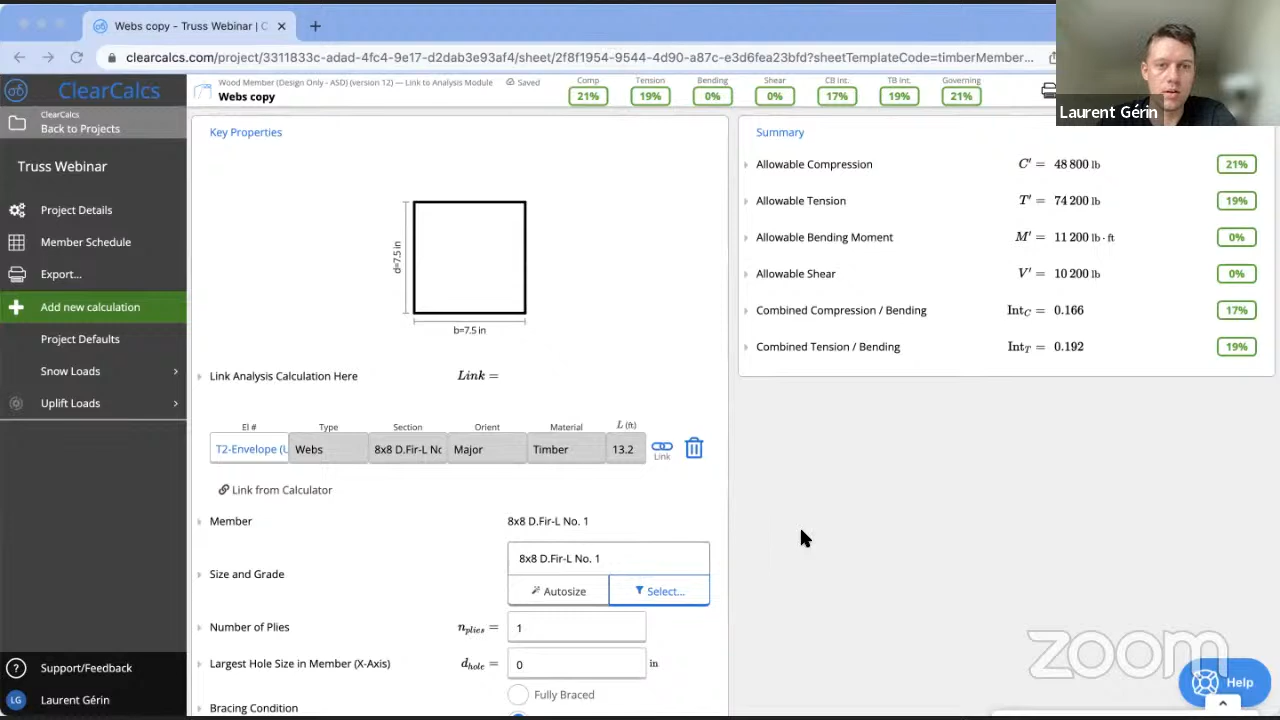 Webs copy - Truss Webinar | C
clearcalcs.com/project/3311833c-adad-4fc4-9e17-d2dab3e93af4/sheet/2f8f1954-9544-4d90-a87c-e3d6fea23bfd?sheetTemplateCode=timberMember...
Laurent Gérin
ClearCalcs
Wood Member (Design Only - ASD) (version 12) — Link to Analysis Module
Saved
Webs copy
Comp Tension Bending Shear CB Int. TB Int. Governing
21% 19% 0% 0% 17% 19% 21%
ClearCalcs
Back to Projects
Truss Webinar
Project Details
Member Schedule
Export...
Add new calculation
Project Defaults
Snow Loads
Uplift Loads
Support/Feedback
LG Laurent Gérin
Key Properties
d=7.5 in
b=7.5 in
Link Analysis Calculation Here Link =
El # Type Section Orient Material L (ft)
T2-Envelope (L Webs 8x8 D.Fir-L Nc Major Timber 13.2 Link
Link from Calculator
Member 8x8 D.Fir-L No. 1
Size and Grade 8x8 D.Fir-L No. 1
Autosize Select...
Number of Plies nplies = 1
Largest Hole Size in Member (X-Axis) dhole = 0 in
Fully Braced
Bracing Condition
Summary
Allowable Compression C′ = 48 800 lb 21%
Allowable Tension T′ = 74 200 lb 19%
Allowable Bending Moment M′ = 11 200 lb · ft 0%
Allowable Shear V′ = 10 200 lb 0%
Combined Compression / Bending IntC = 0.166 17%
Combined Tension / Bending IntT = 0.192 19%
zoom
Help